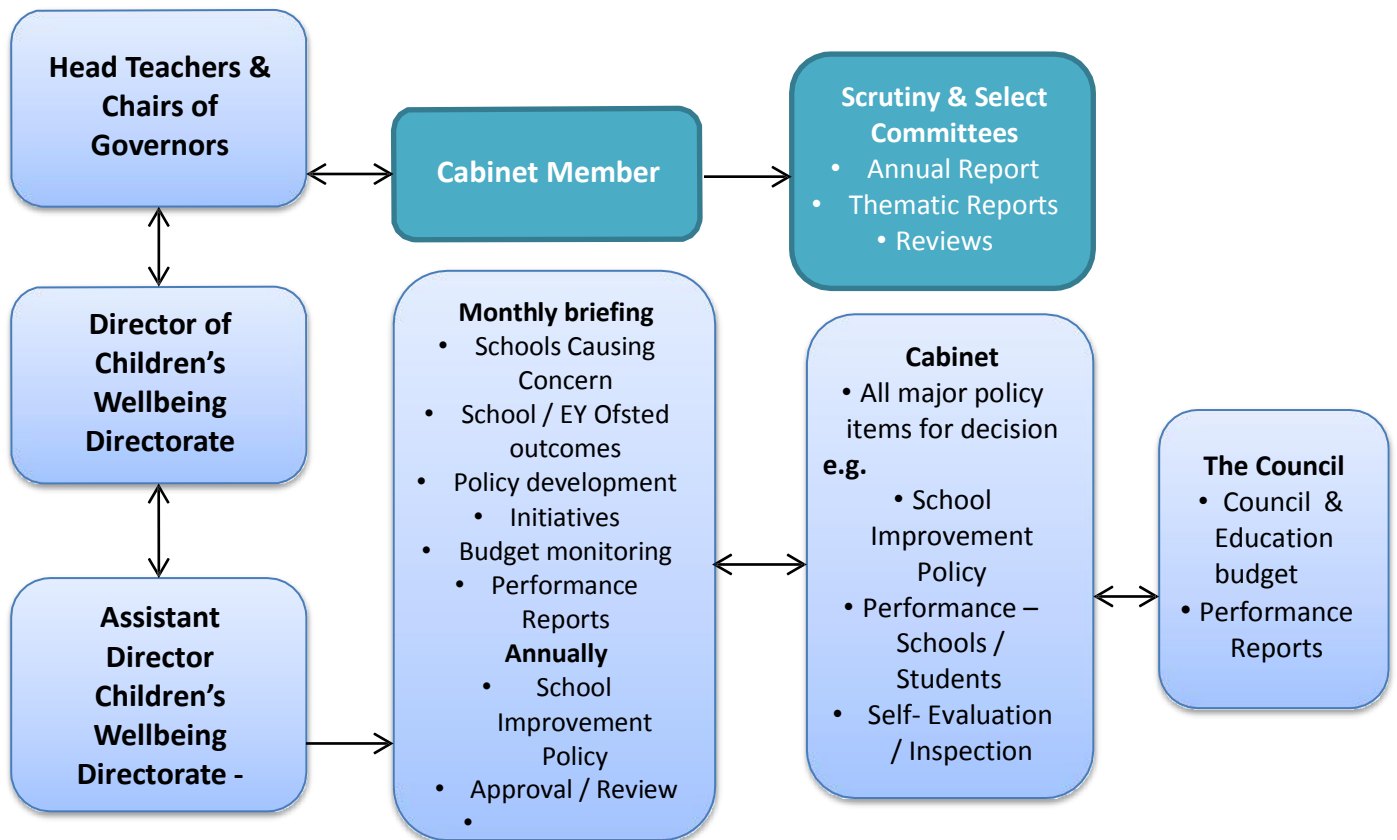 Head Teachers &
Chairs of
Governors
Cabinet Member
Scrutiny & Select
Committees
• Annual Report
• Thematic Reports
• Reviews
Director of
Children’s
Wellbeing
Directorate
Assistant
Director
Children’s
Wellbeing
Directorate -
Monthly briefing
• Schools Causing
Concern
• School / EY Ofsted
outcomes
• Policy development
• Initiatives
• Budget monitoring
• Performance
Reports
Annually
• School
Improvement
Policy
• Approval / Review
•
Cabinet
• All major policy
items for decision
e.g.
• School
Improvement
Policy
• Performance –
Schools /
Students
• Self- Evaluation
/ Inspection
The Council
• Council &
Education
budget
• Performance
Reports